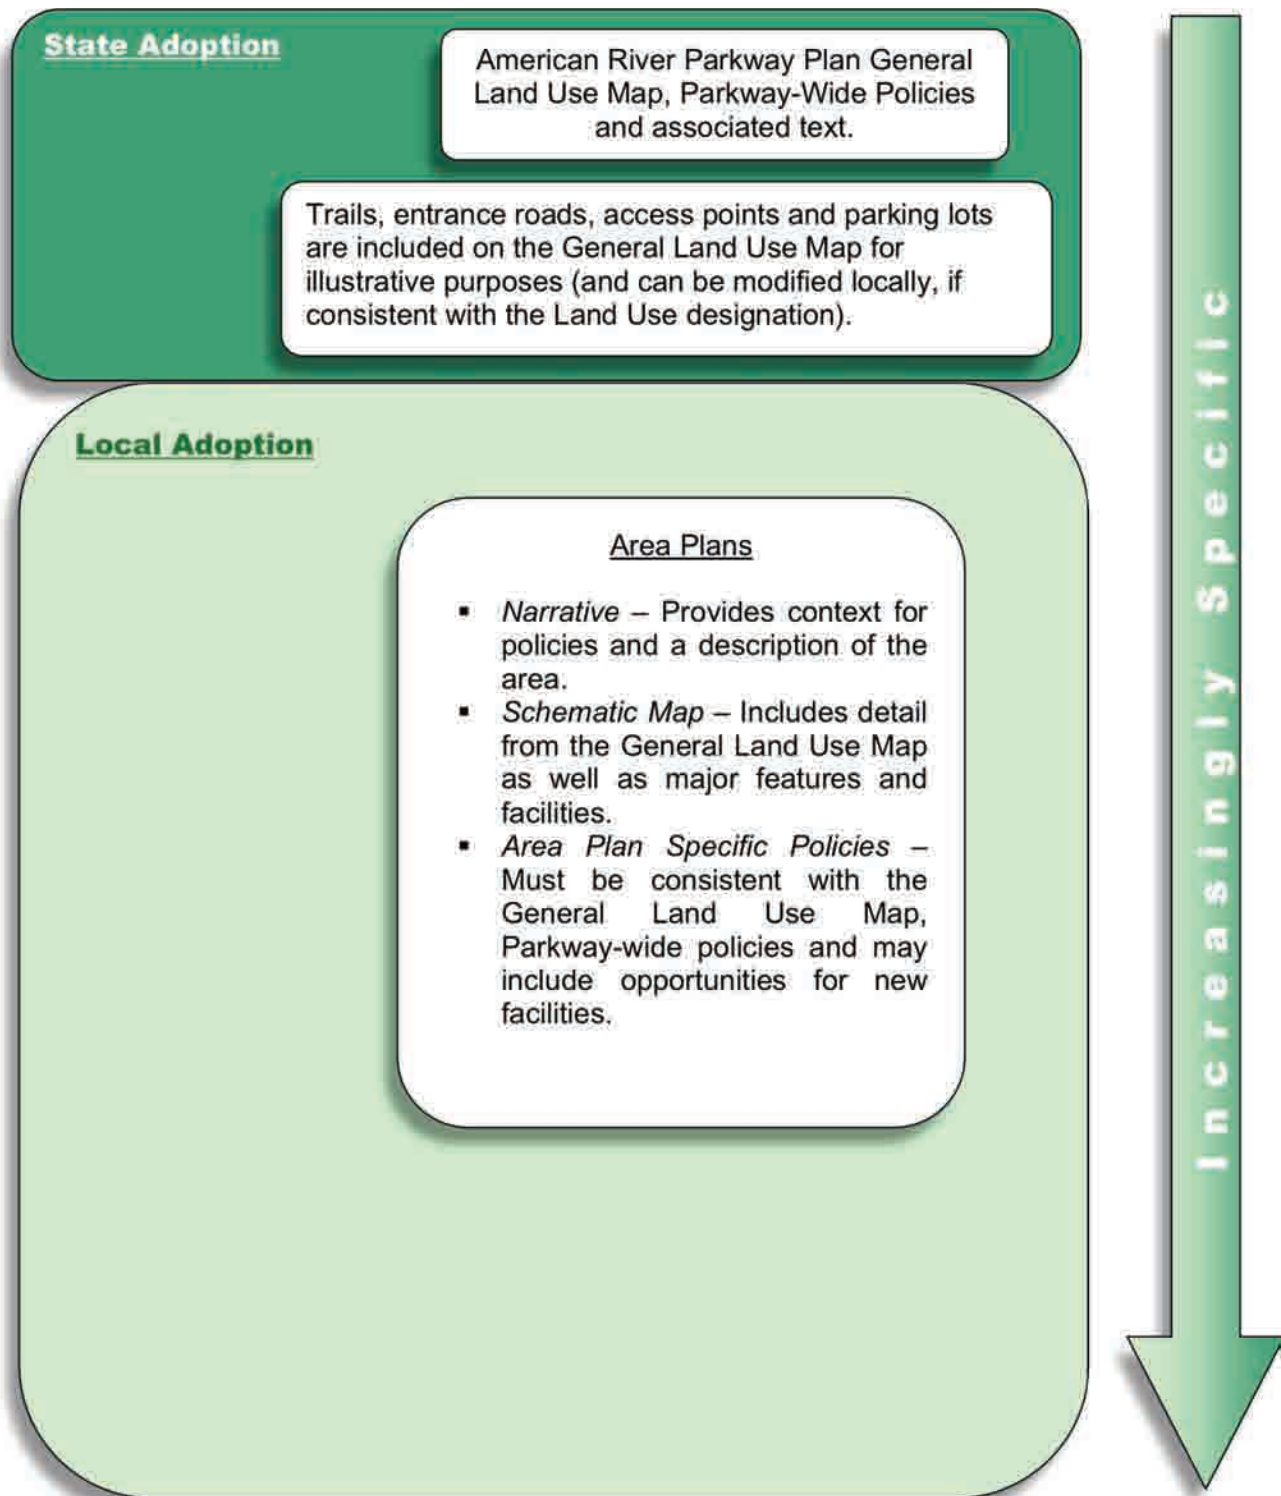 State Adoption
American River Parkway Plan General
Land Use Map, Parkway-Wide Policies
and associated text.
Trails, entrance roads, access points and parking lots
are included on the General Land Use Map for
illustrative purposes (and can be modified locally, if
consistent with the Land Use designation).
Local Adoption
Area Plans
▪ Narrative – Provides context for
policies and a description of the
area.
▪ Schematic Map – Includes detail
from the General Land Use Map
as well as major features and
facilities.
▪ Area Plan Specific Policies –
Must be consistent with the
General Land Use Map,
Parkway-wide policies and may
include opportunities for new
facilities.
Increasingly Specific